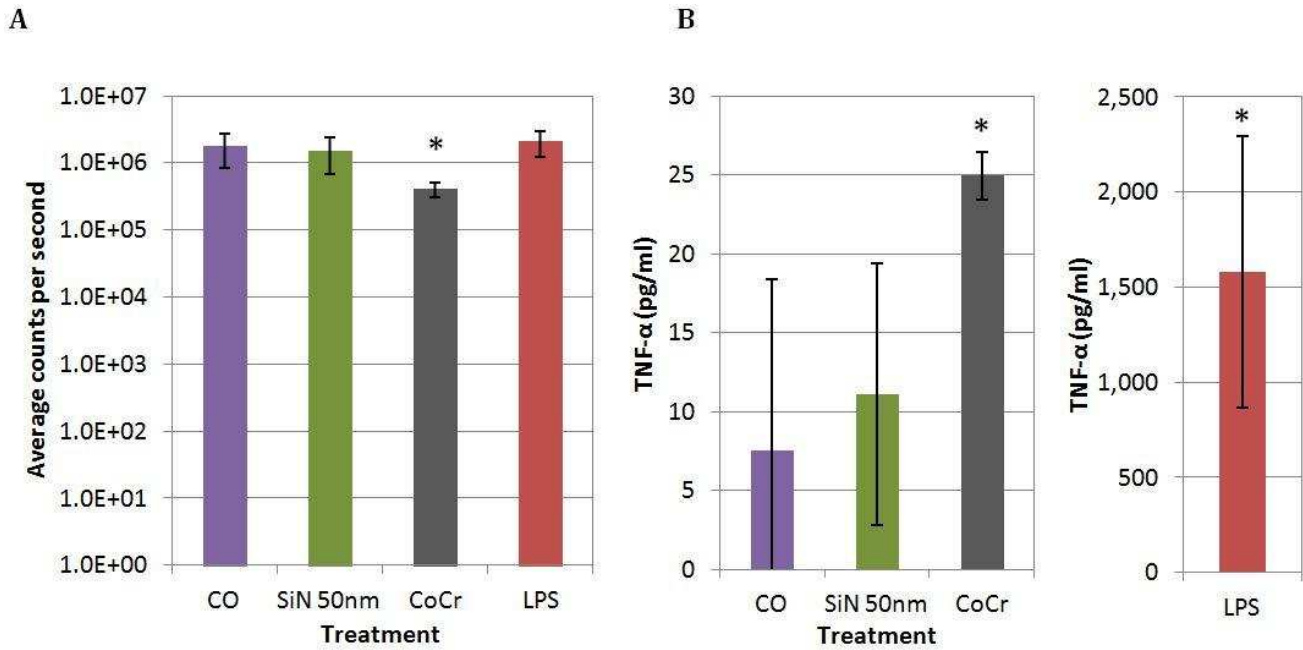 A
Average counts per second
1.0E+07
1.0E+06
1.0E+05
1.0E+04
1.0E+03
1.0E+02
1.0E+01
1.0E+00
*
CO SiN 50nm CoCr LPS
Treatment
B
TNF-α (pg/ml)
30
25
20
15
10
5
0
*
CO SiN 50nm CoCr
Treatment
TNF-α (pg/ml)
2,500
2,000
1,500
1,000
500
0
*
LPS